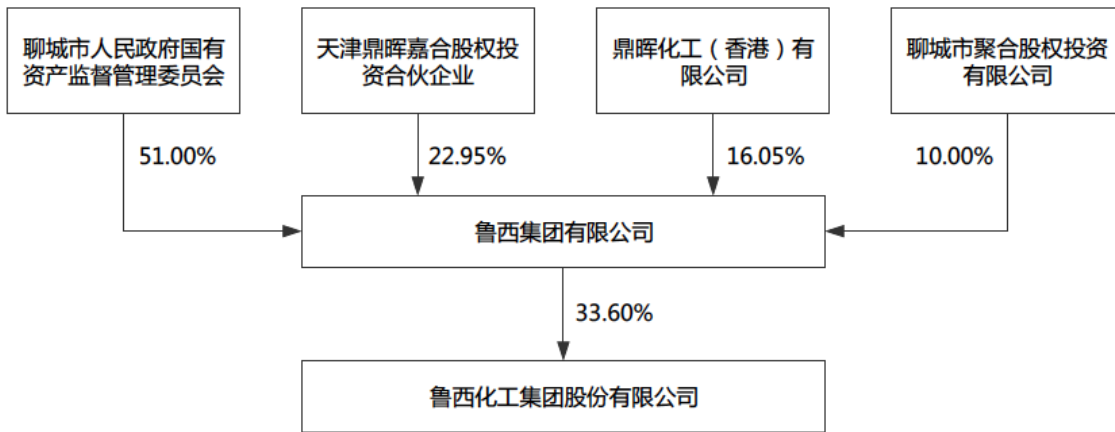 聊城市人民政府国有
资产监督管理委员会
天津鼎晖嘉合股权投
资合伙企业
鼎晖化工（香港）有
限公司
聊城市聚合股权投资
有限公司
51.00%
22.95%
16.05%
10.00%
鲁西集团有限公司
33.60%
鲁西化工集团股份有限公司